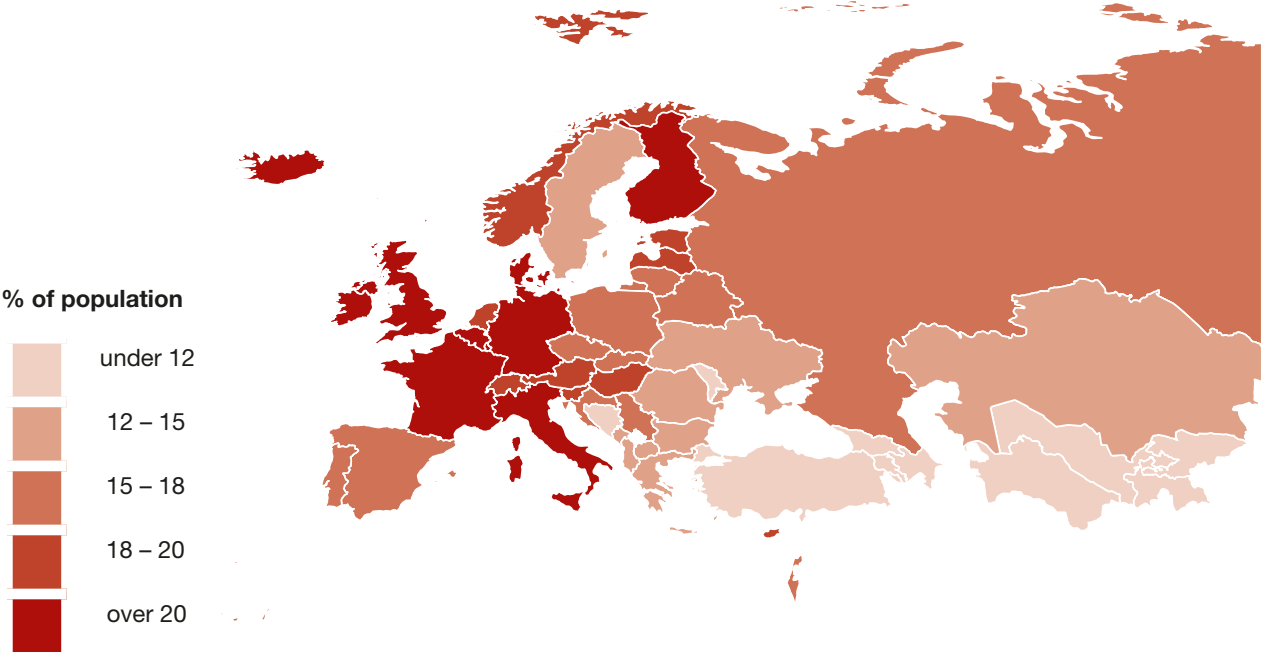 % of population
under 12
12 – 15
15 – 18
18 – 20
over 20